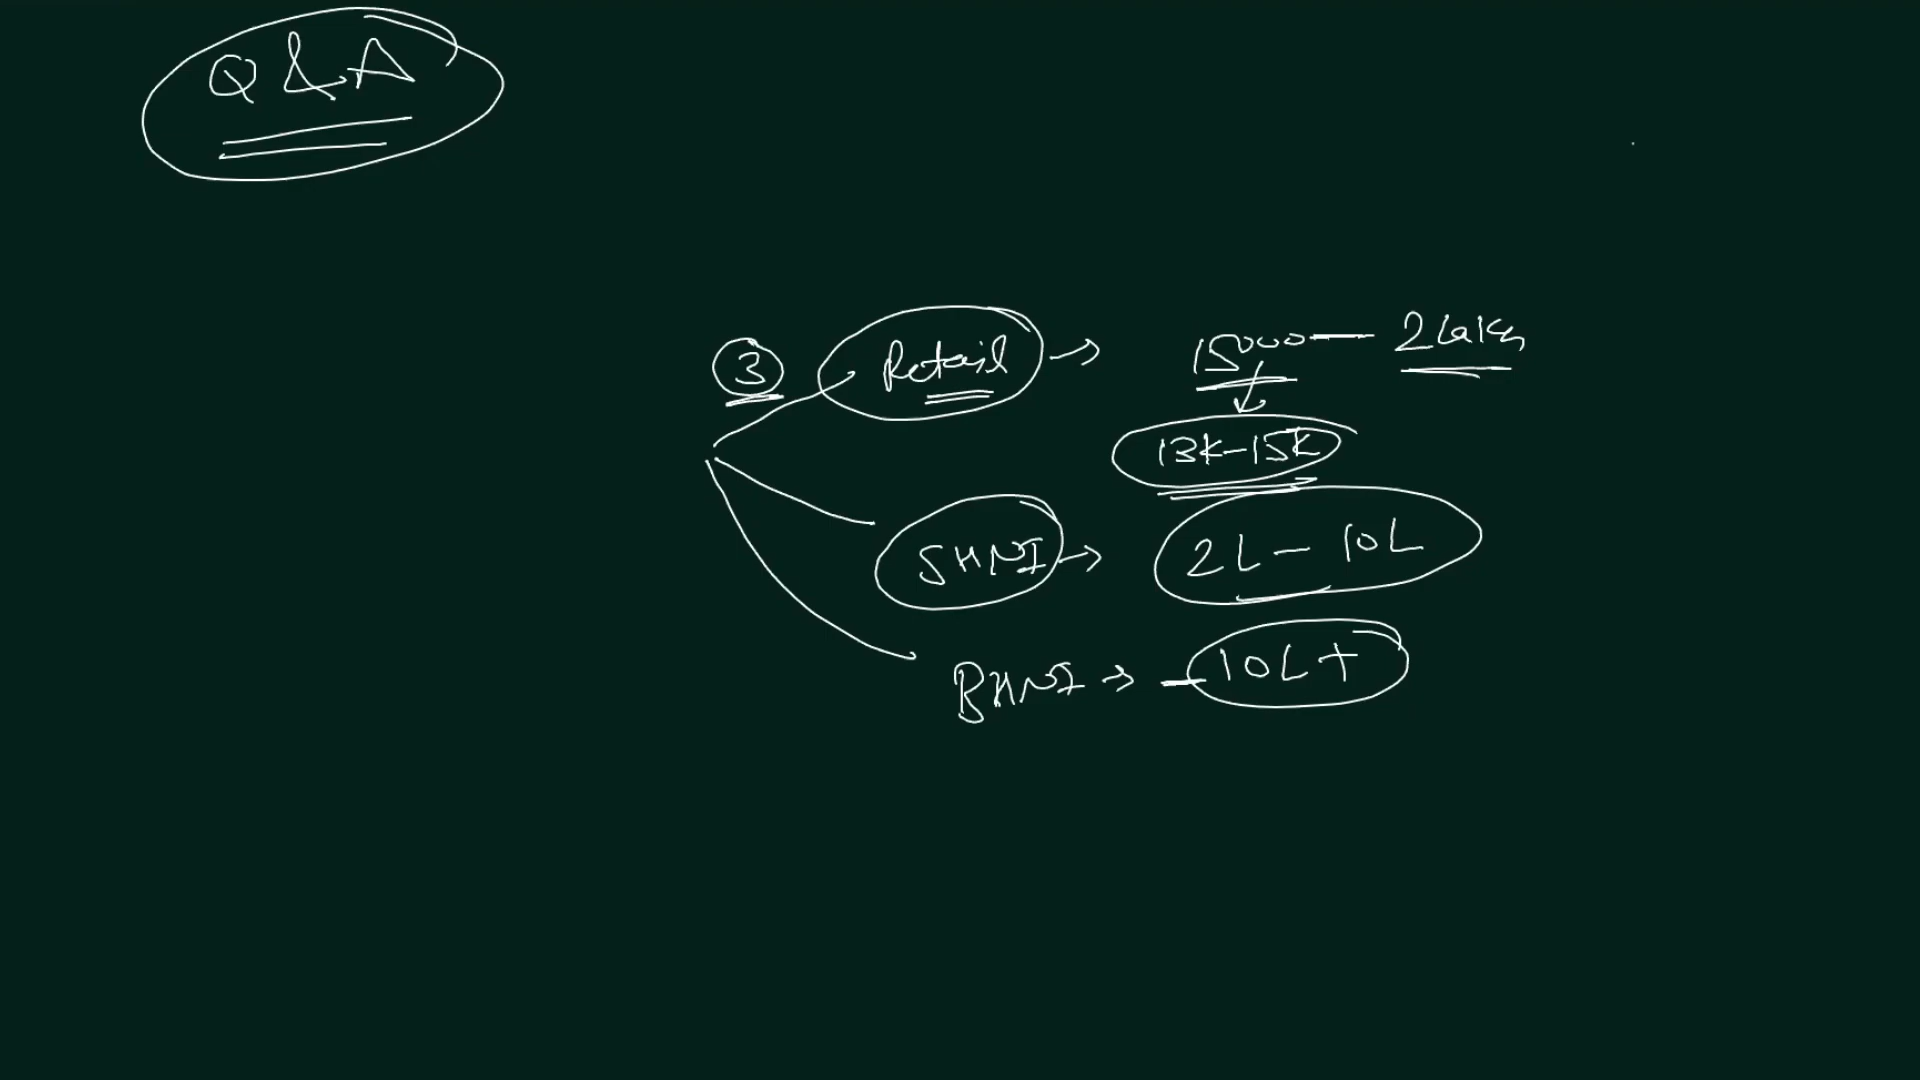 Q & A
3 Retail → 15000 — 2 Lakh
13K-15K
SHNI → 2L - 10L
BHNI → 10L+